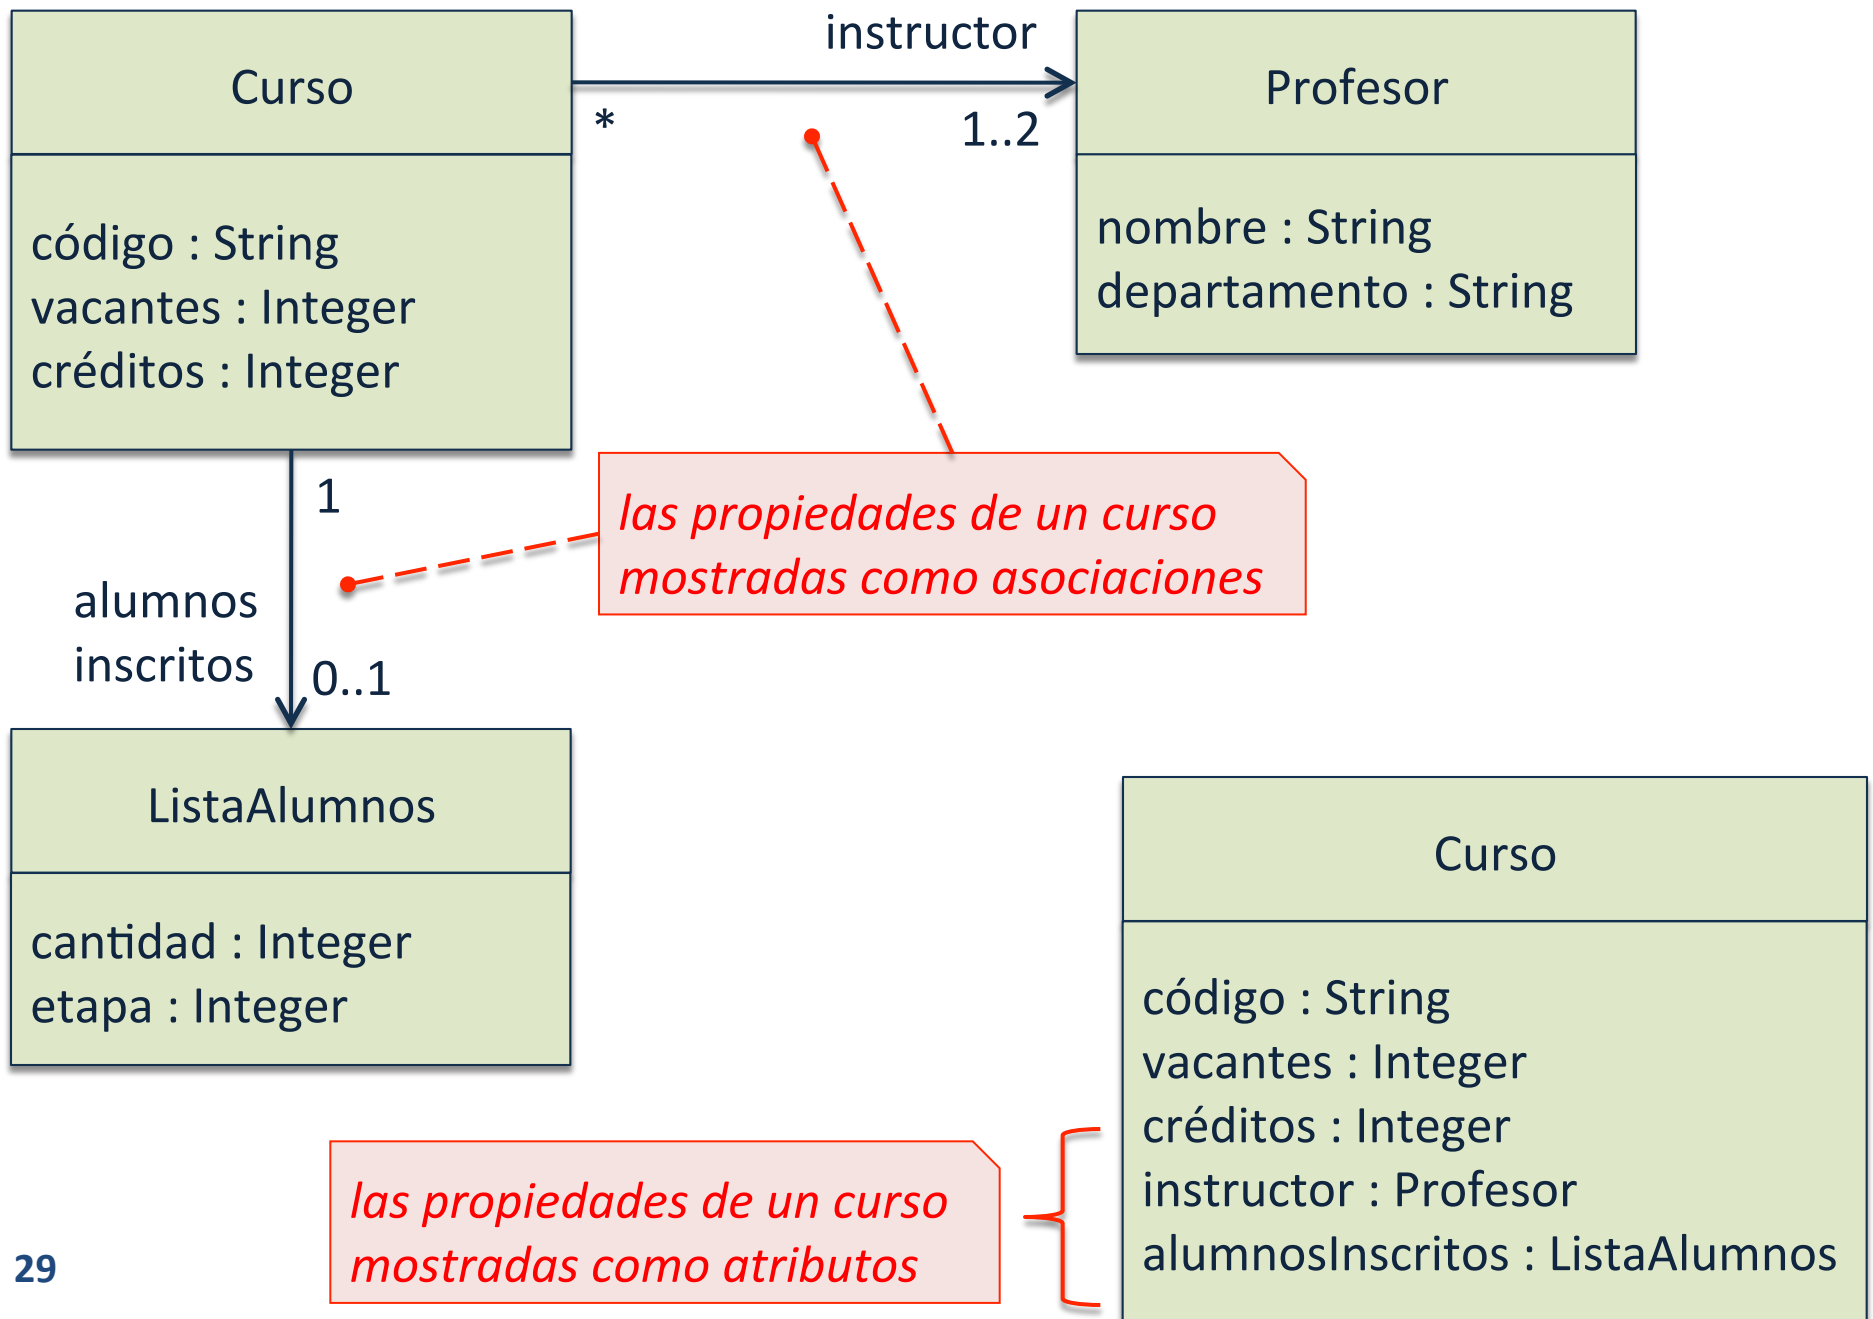 Curso
código : String
vacantes : Integer
créditos : Integer
instructor
*
1..2
Profesor
nombre : String
departamento : String
las propiedades de un curso
mostradas como asociaciones
1
alumnos
inscritos
0..1
ListaAlumnos
cantidad : Integer
etapa : Integer
Curso
código : String
vacantes : Integer
créditos : Integer
instructor : Profesor
alumnosInscritos : ListaAlumnos
las propiedades de un curso
mostradas como atributos
29